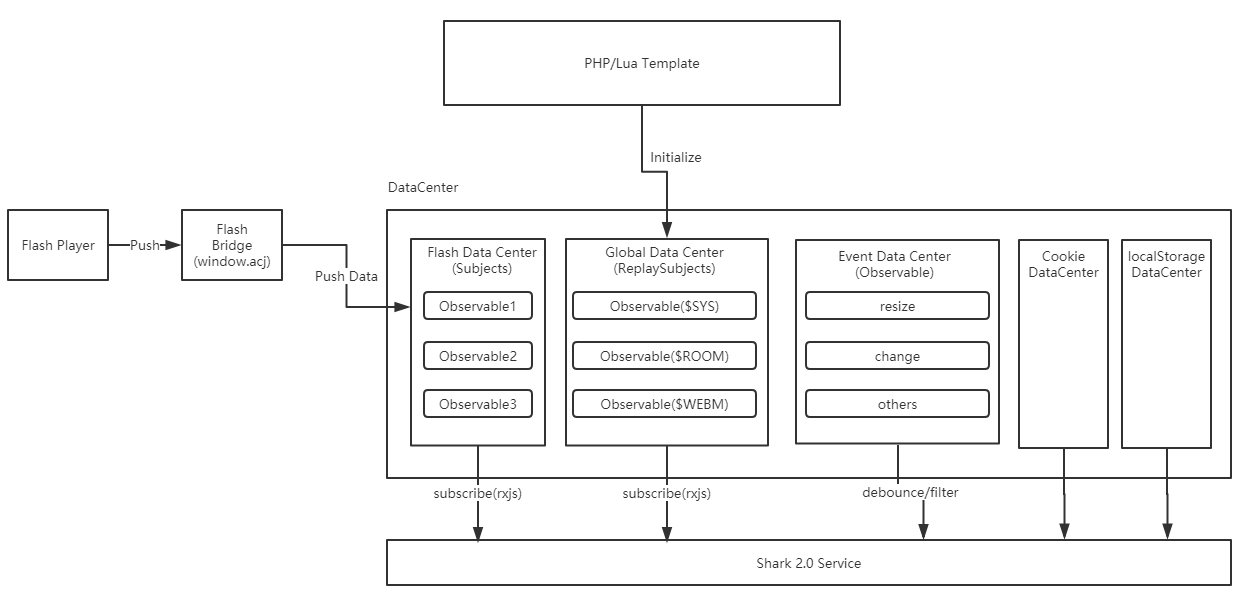 PHP/Lua Template
Initialize
DataCenter
Flash Player
Push
Flash
Bridge
(window.acj)
Push Data
Flash Data Center
(Subjects)
Observable1
Observable2
Observable3
Global Data Center
(ReplaySubjects)
Observable($SYS)
Observable($ROOM)
Observable($WEBM)
Event Data Center
(Observable)
resize
change
others
Cookie
DataCenter
localStorage
DataCenter
subscribe(rxjs)
subscribe(rxjs)
debounce/filter
Shark 2.0 Service